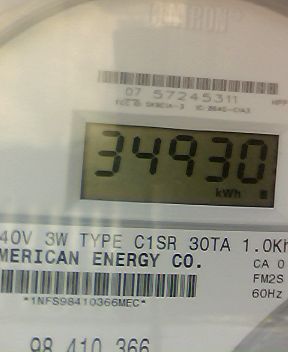 07 57245311
34930
kWh
40V 3W TYPE C1SR 30TA 1.0Kh
MERICAN ENERGY CO.
CA 0
FM2S
60Hz
*1NFS98410366MEC*
98 410 366